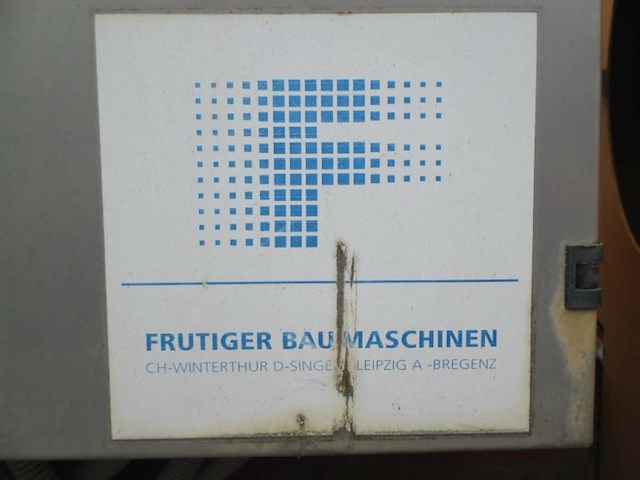 FRUTIGER BAUMASCHINEN
CH-WINTERTHUR D-SINGEN LEIPZIG A -BREGENZ